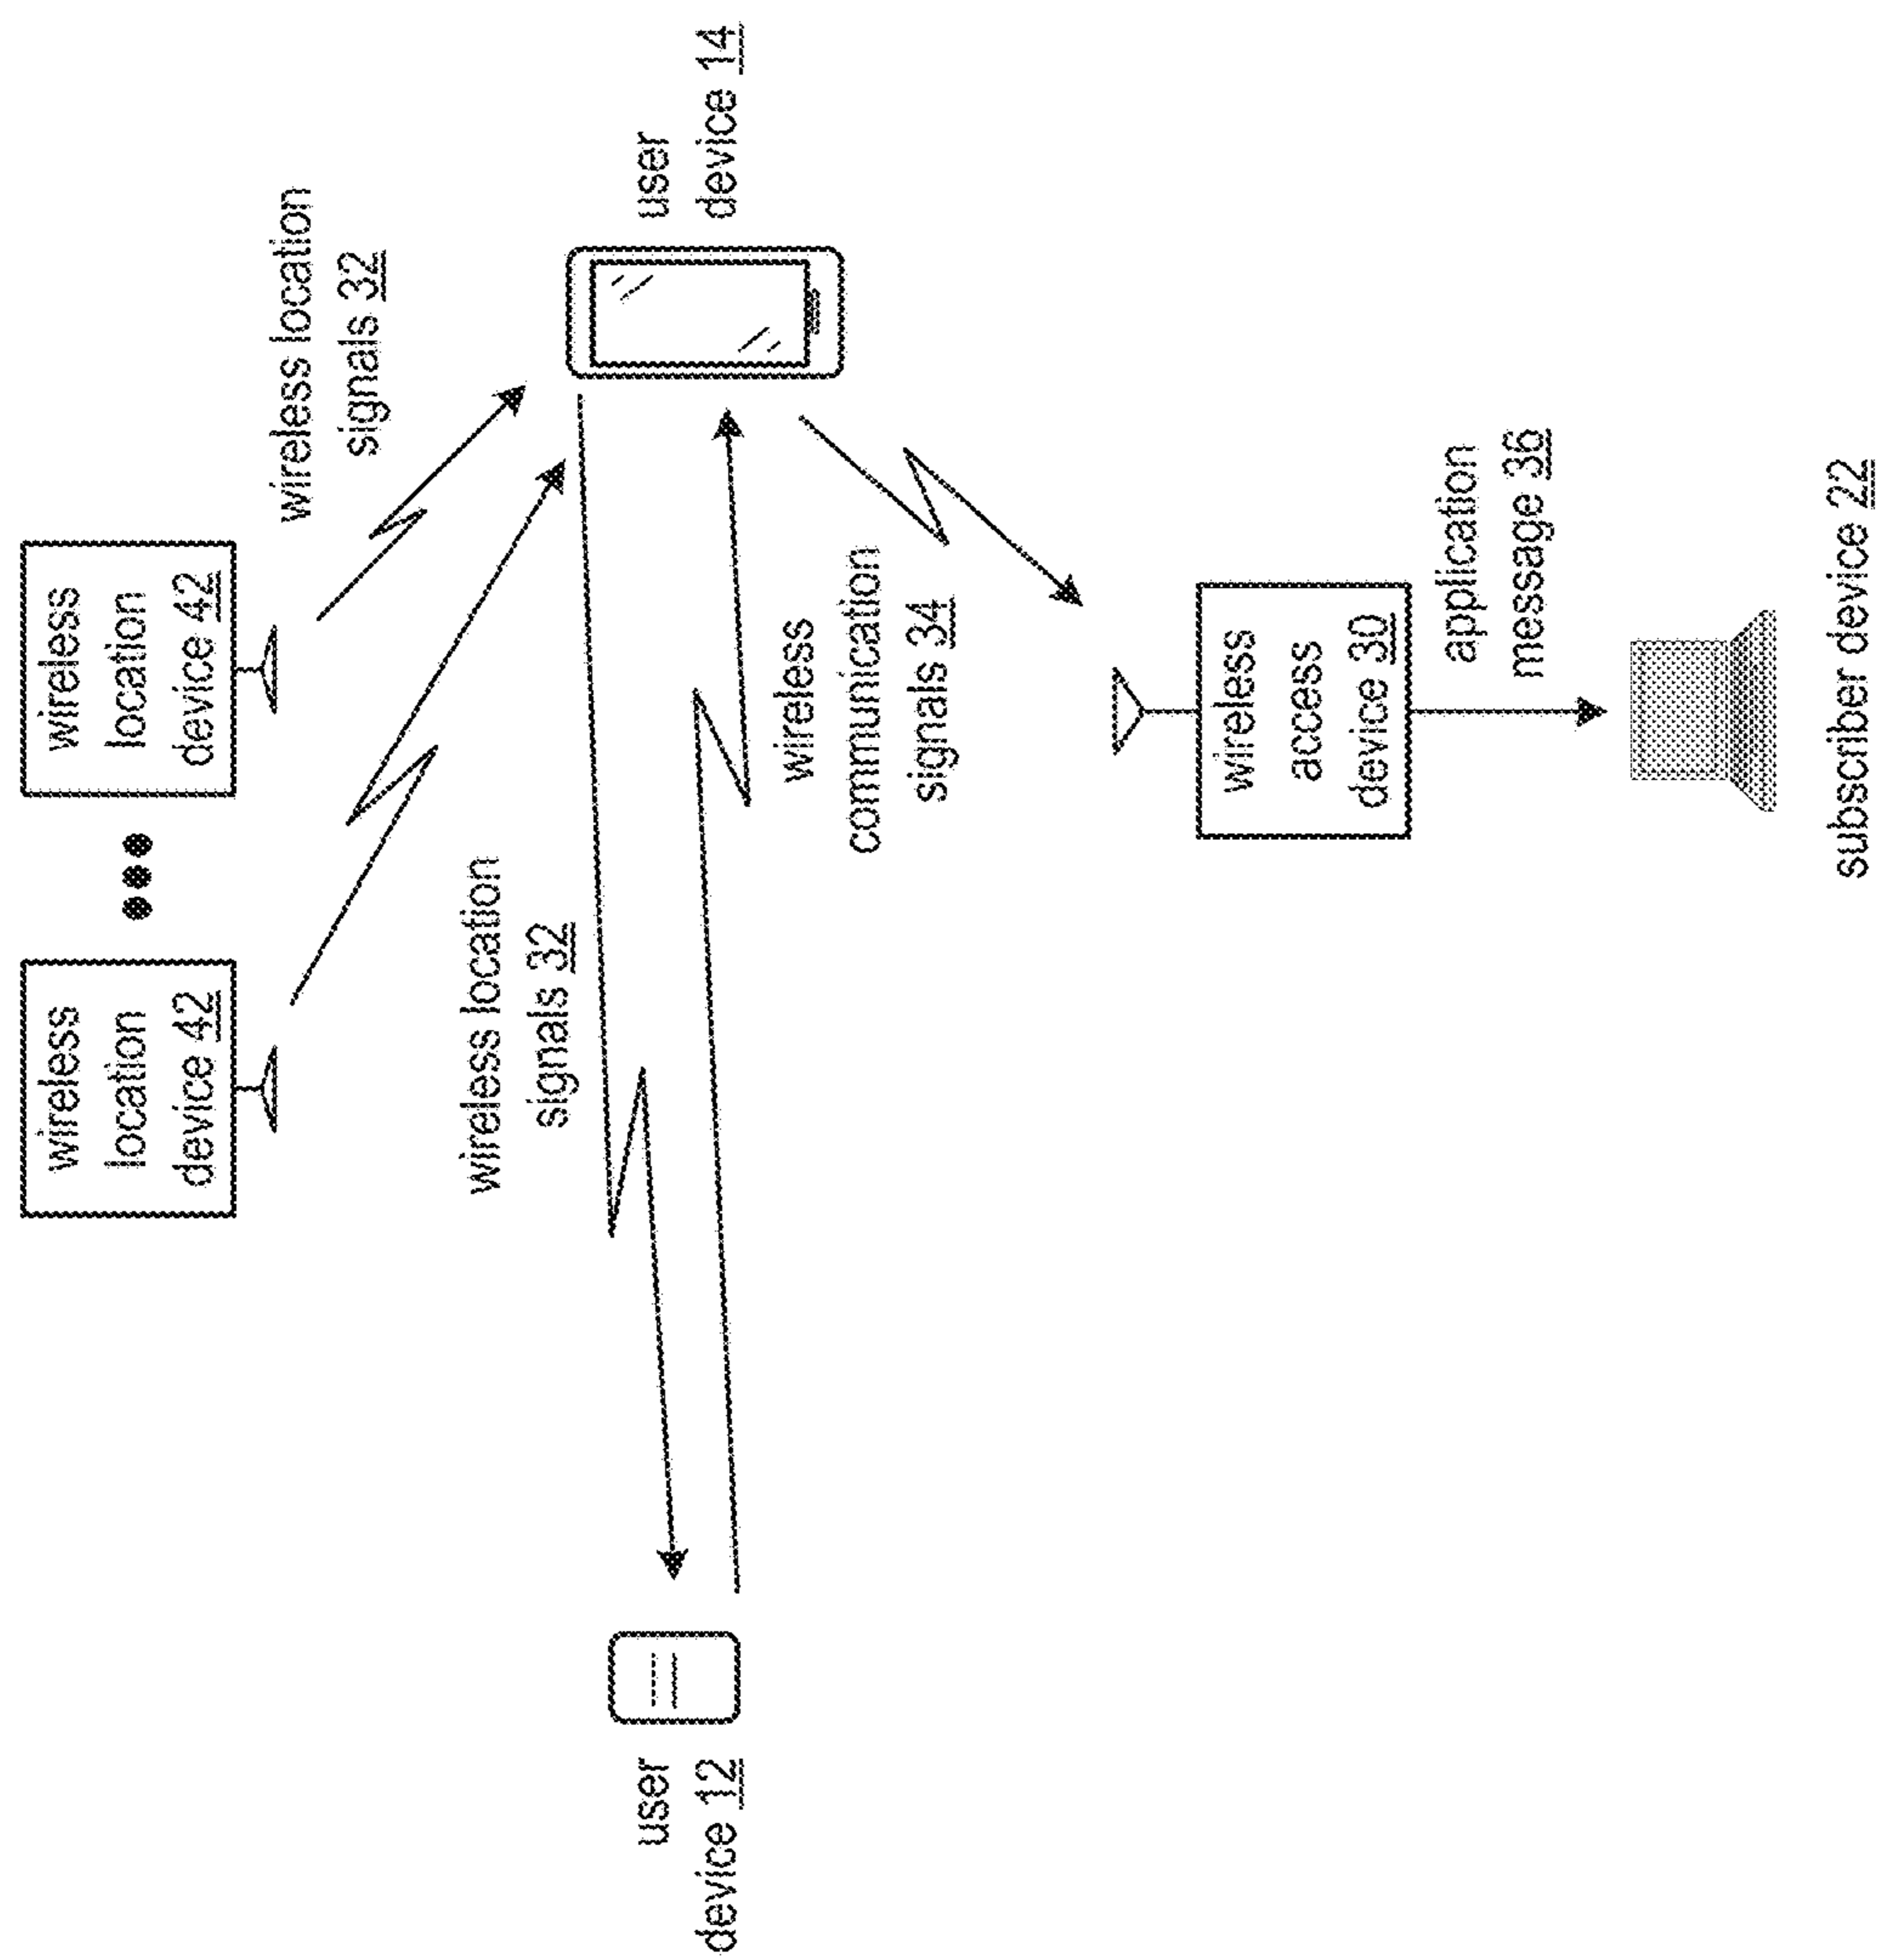 wireless
location
device 42
wireless
location
device 42
wireless location
signals 32
wireless location
signals 32
user
device 12
user
device 14
wireless
communication
signals 34
wireless
access
device 30
application
message 36
subscriber device 22